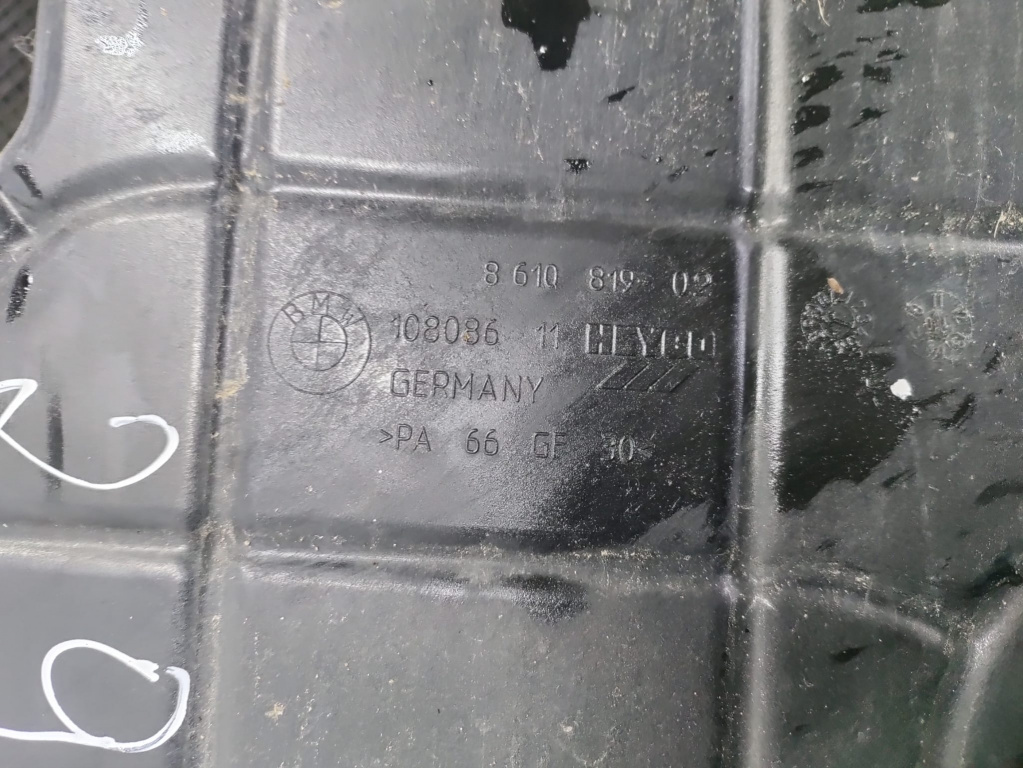 8 610 819 02
BMW
108086 11 HEYCO
GERMANY
>PA 66 GF 30<